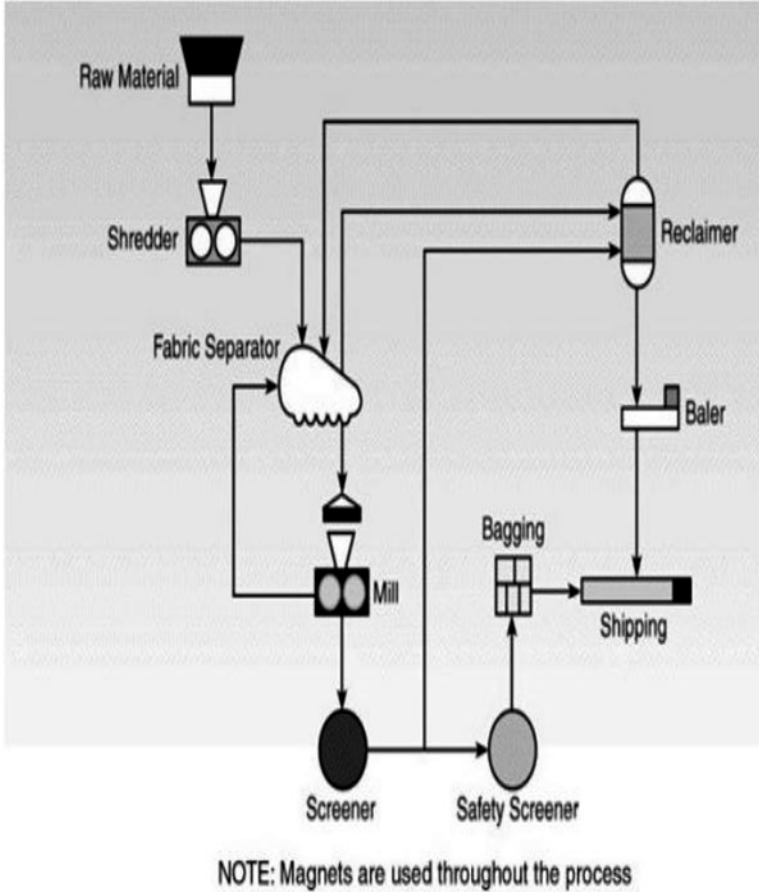 Raw Material
Shredder
Reclaimer
Fabric Separator
Baler
Bagging
Mill
Shipping
Screener
Safety Screener
NOTE: Magnets are used throughout the process